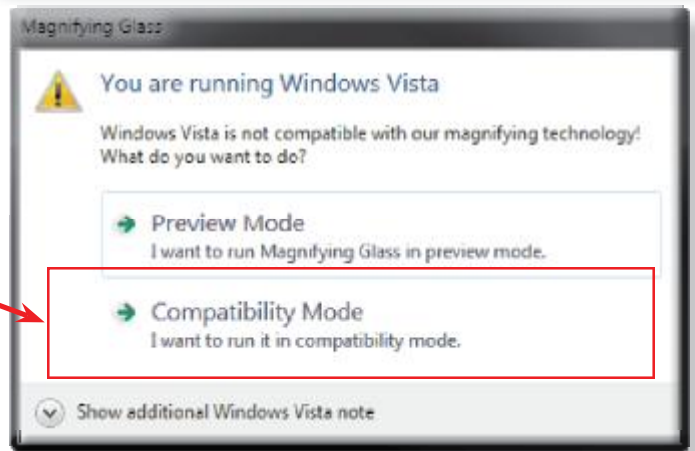 Magnifying Glass
You are running Windows Vista
Windows Vista is not compatible with our magnifying technology!
What do you want to do?
Preview Mode
I want to run Magnifying Glass in preview mode.
Compatibility Mode
I want to run it in compatibility mode.
Show additional Windows Vista note